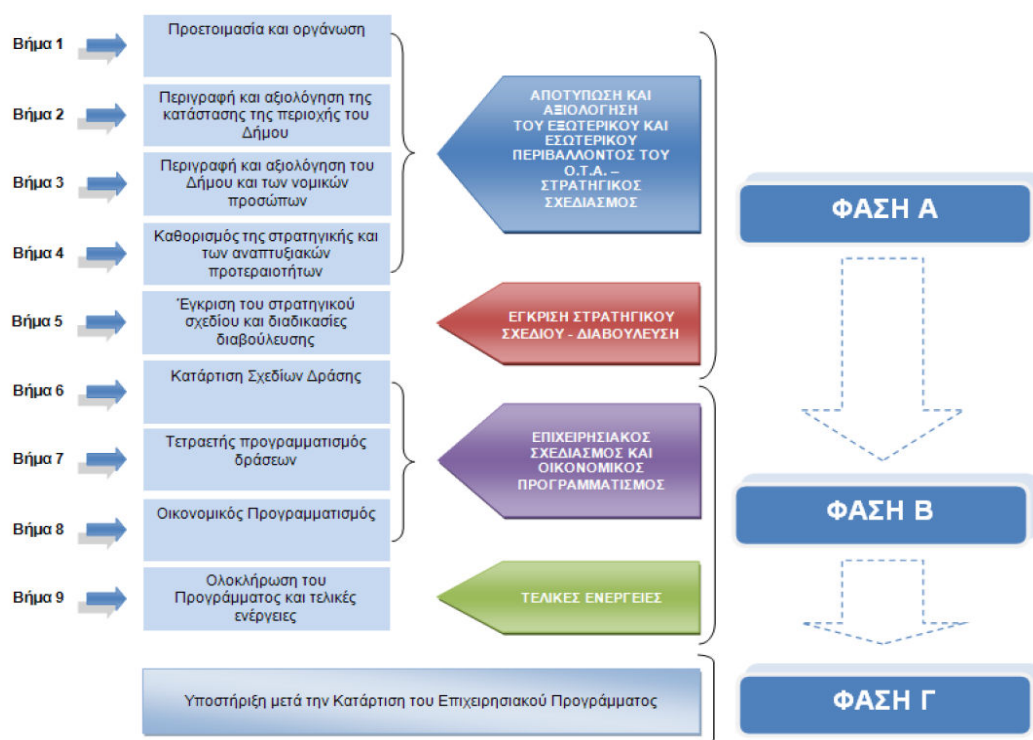 Βήμα 1
Προετοιμασία και οργάνωση
Βήμα 2
Περιγραφή και αξιολόγηση της
κατάστασης της περιοχής του
Δήμου
Βήμα 3
Περιγραφή και αξιολόγηση του
Δήμου και των νομικών
προσώπων
Βήμα 4
Καθορισμός της στρατηγικής και
των αναπτυξιακών
προτεραιοτήτων
ΑΠΟΤΥΠΩΣΗ ΚΑΙ
ΑΞΙΟΛΟΓΗΣΗ
ΤΟΥ ΕΞΩΤΕΡΙΚΟΥ ΚΑΙ
ΕΣΩΤΕΡΙΚΟΥ
ΠΕΡΙΒΑΛΛΟΝΤΟΣ ΤΟΥ
Ο.Τ.Α. –
ΣΤΡΑΤΗΓΙΚΟΣ
ΣΧΕΔΙΑΣΜΟΣ
Βήμα 5
Έγκριση του στρατηγικού
σχεδίου και διαδικασίες
διαβούλευσης
ΕΓΚΡΙΣΗ ΣΤΡΑΤΗΓΙΚΟΥ
ΣΧΕΔΙΟΥ - ΔΙΑΒΟΥΛΕΥΣΗ
ΦΑΣΗ Α
Βήμα 6
Κατάρτιση Σχεδίων Δράσης
Βήμα 7
Τετραετής προγραμματισμός
δράσεων
Βήμα 8
Οικονομικός Προγραμματισμός
ΕΠΙΧΕΙΡΗΣΙΑΚΟΣ
ΣΧΕΔΙΑΣΜΟΣ ΚΑΙ
ΟΙΚΟΝΟΜΙΚΟΣ
ΠΡΟΓΡΑΜΜΑΤΙΣΜΟΣ
Βήμα 9
Ολοκλήρωση του
Προγράμματος και τελικές
ενέργειες
ΤΕΛΙΚΕΣ ΕΝΕΡΓΕΙΕΣ
ΦΑΣΗ Β
Υποστήριξη μετά την Κατάρτιση του Επιχειρησιακού Προγράμματος
ΦΑΣΗ Γ